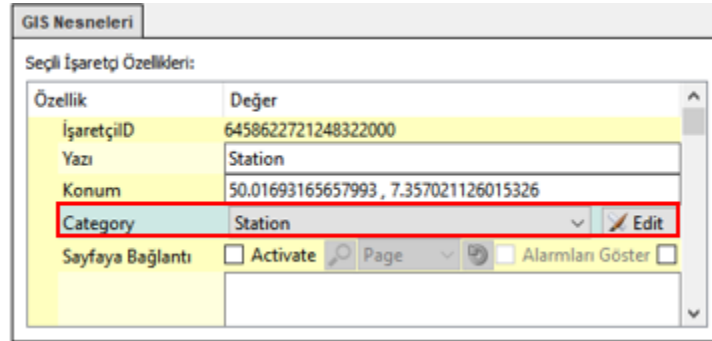 GIS Nesneleri
Seçili İşaretçi Özellikleri:
Özellik Değer
İşaretçiID 6458622721248322000
Yazı Station
Konum 50.01693165657993 , 7.357021126015326
Category Station Edit
Sayfaya Bağlantı Activate Page Alarmları Göster